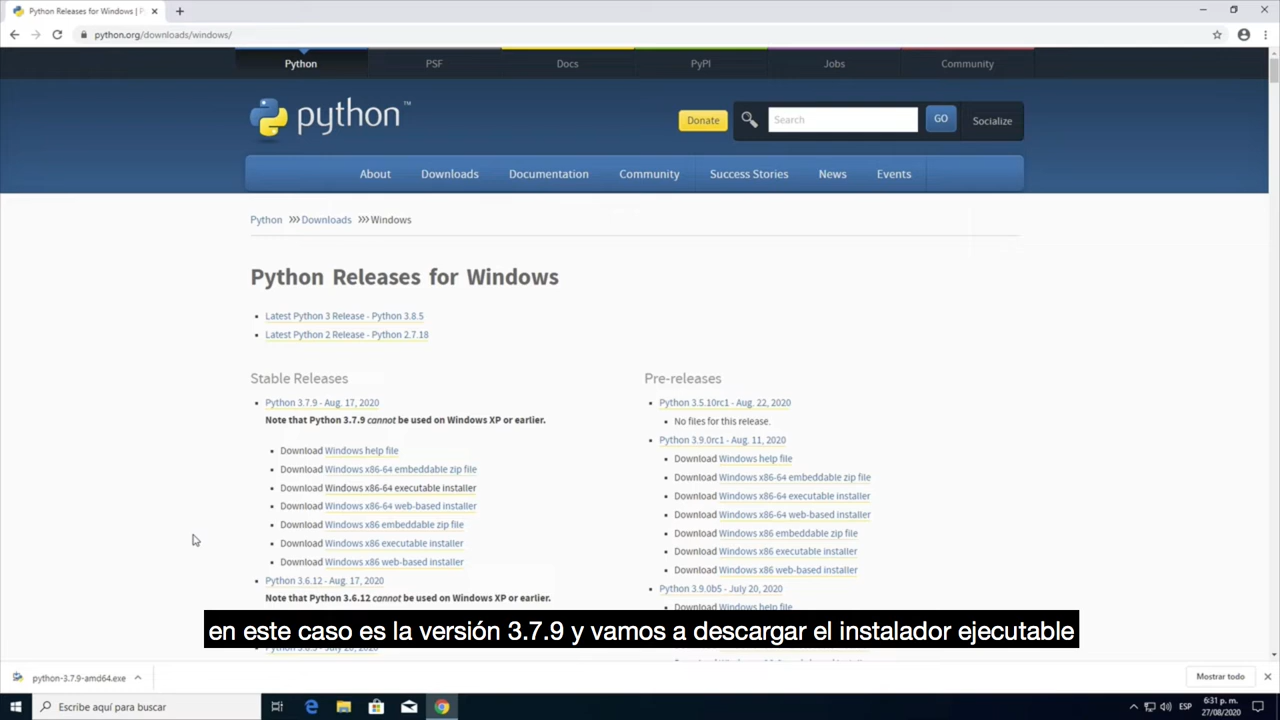 Python Releases for Windows | P
python.org/downloads/windows/
Python
PSF
Docs
PyPI
Jobs
Community
python™
Donate
Search
GO
Socialize
About
Downloads
Documentation
Community
Success Stories
News
Events
Python >>> Downloads >>> Windows
Python Releases for Windows
Latest Python 3 Release - Python 3.8.5
Latest Python 2 Release - Python 2.7.18
Stable Releases
Python 3.7.9 - Aug. 17, 2020
Note that Python 3.7.9 cannot be used on Windows XP or earlier.
Download Windows help file
Download Windows x86-64 embeddable zip file
Download Windows x86-64 executable installer
Download Windows x86-64 web-based installer
Download Windows x86 embeddable zip file
Download Windows x86 executable installer
Download Windows x86 web-based installer
Python 3.6.12 - Aug. 17, 2020
Note that Python 3.6.12 cannot be used on Windows XP or earlier.
Pre-releases
Python 3.5.10rc1 - Aug. 22, 2020
No files for this release.
Python 3.9.0rc1 - Aug. 11, 2020
Download Windows help file
Download Windows x86-64 embeddable zip file
Download Windows x86-64 executable installer
Download Windows x86-64 web-based installer
Download Windows x86 embeddable zip file
Download Windows x86 executable installer
Download Windows x86 web-based installer
Python 3.9.0b5 - July 20, 2020
Download Windows help file
en este caso es la versión 3.7.9 y vamos a descargar el instalador ejecutable
python-3.7.9-amd64.exe
Mostrar todo
Escribe aquí para buscar
ESP
6:31 p. m.
27/08/2020